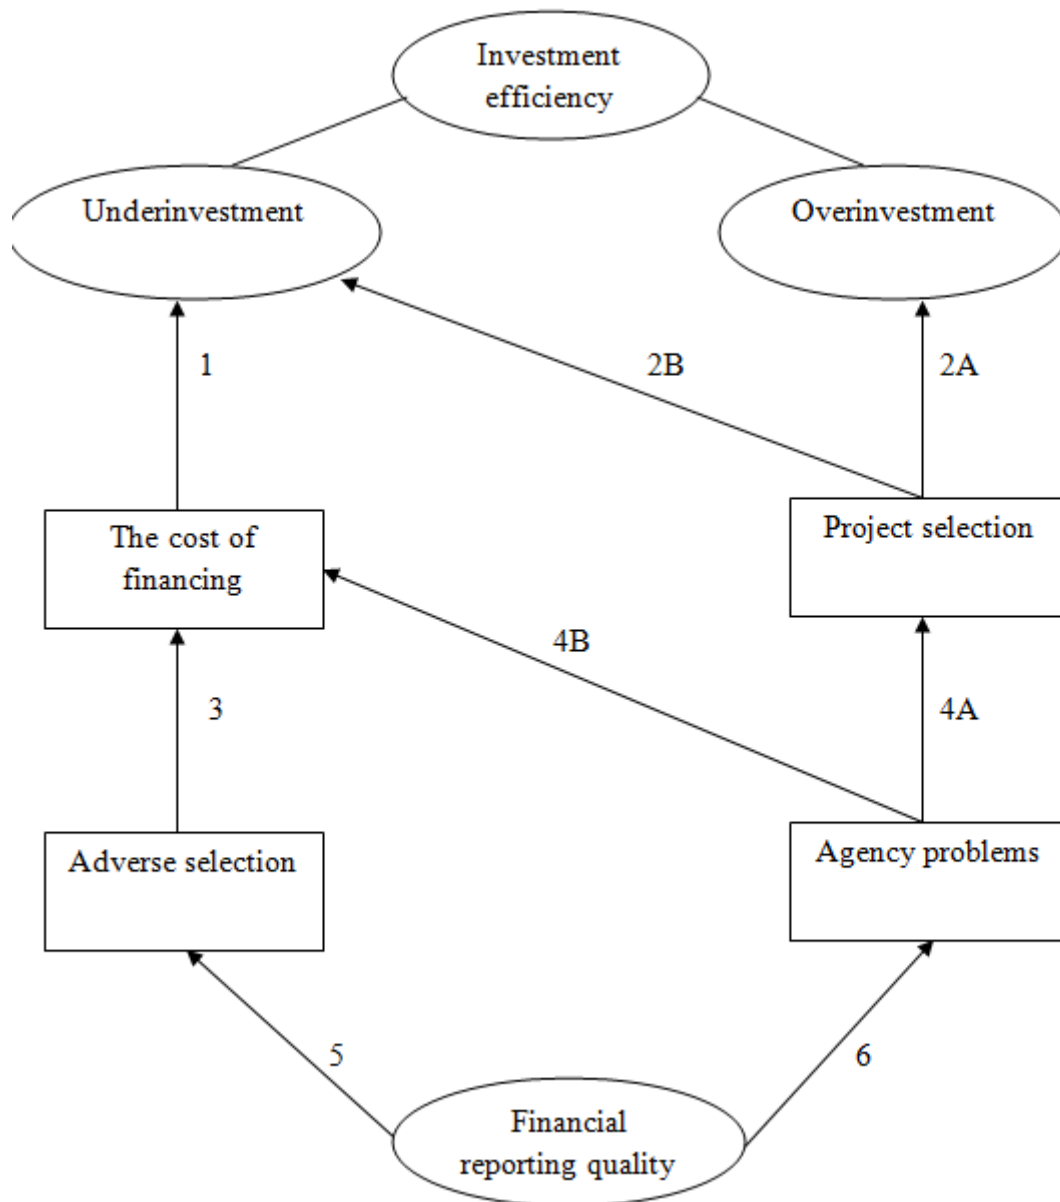 Investment
efficiency
Underinvestment
Overinvestment
1
2B
2A
The cost of
financing
Project selection
4B
3
4A
Adverse selection
Agency problems
5
6
Financial
reporting quality